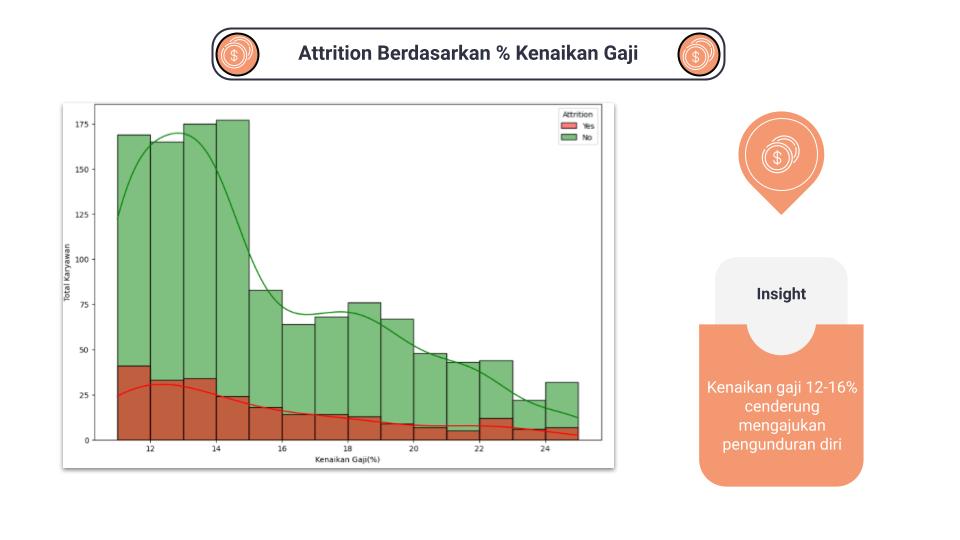 Attrition Berdasarkan % Kenaikan Gaji
$
$
Attrition
Yes
No
175
150
125
100
75
50
25
0
Total Karyawan
12 14 16 18 20 22 24
Kenaikan Gaji(%)
$
Insight
Kenaikan gaji 12-16%
cenderung
mengajukan
pengunduran diri